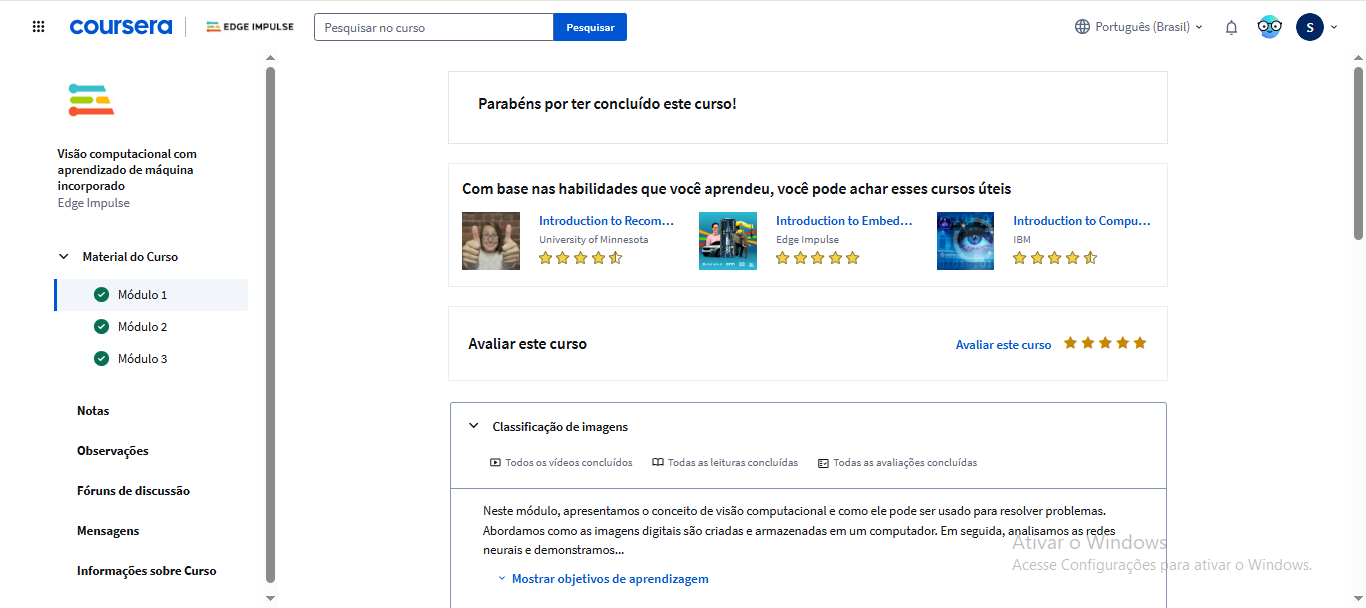 coursera
EDGE IMPULSE
Pesquisar no curso
Pesquisar
Português (Brasil)
S
Visão computacional com
aprendizado de máquina
incorporado
Edge Impulse
Material do Curso
Módulo 1
Módulo 2
Módulo 3
Notas
Observações
Fóruns de discussão
Mensagens
Informações sobre Curso
Parabéns por ter concluído este curso!
Com base nas habilidades que você aprendeu, você pode achar esses cursos úteis
Introduction to Recom...
University of Minnesota
Introduction to Embed...
Edge Impulse
Introduction to Compu...
IBM
Avaliar este curso
Avaliar este curso
Classificação de imagens
Todos os vídeos concluídos
Todas as leituras concluídas
Todas as avaliações concluídas
Neste módulo, apresentamos o conceito de visão computacional e como ele pode ser usado para resolver problemas.
Abordamos como as imagens digitais são criadas e armazenadas em um computador. Em seguida, analisamos as redes
neurais e demonstramos...
Mostrar objetivos de aprendizagem
Ativar o Windows
Acesse Configurações para ativar o Windows.